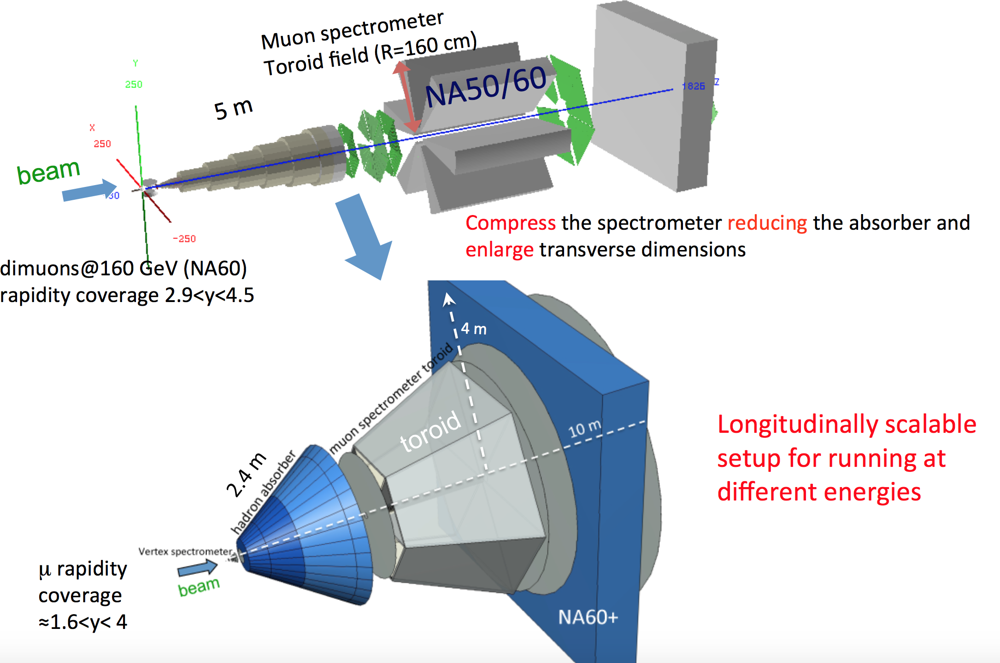 Muon spectrometer
Toroid field (R=160 cm)
NA50/60
Y
250
5 m
X
250
1826
Z
beam
-250
Compress the spectrometer reducing the absorber and
enlarge transverse dimensions
dimuons@160 GeV (NA60)
rapidity coverage 2.9<y<4.5
4 m
muon spectrometer toroid
toroid
10 m
Longitudinally scalable
setup for running at
different energies
2.4 m
hadron absorber
Vertex spectrometer
beam
μ rapidity
coverage
≈1.6<y< 4
NA60+